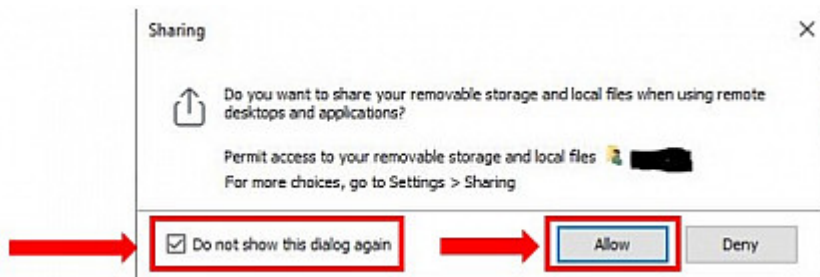 Sharing
Do you want to share your removable storage and local files when using remote
desktops and applications?
Permit access to your removable storage and local files
For more choices, go to Settings > Sharing
Do not show this dialog again
Allow
Deny